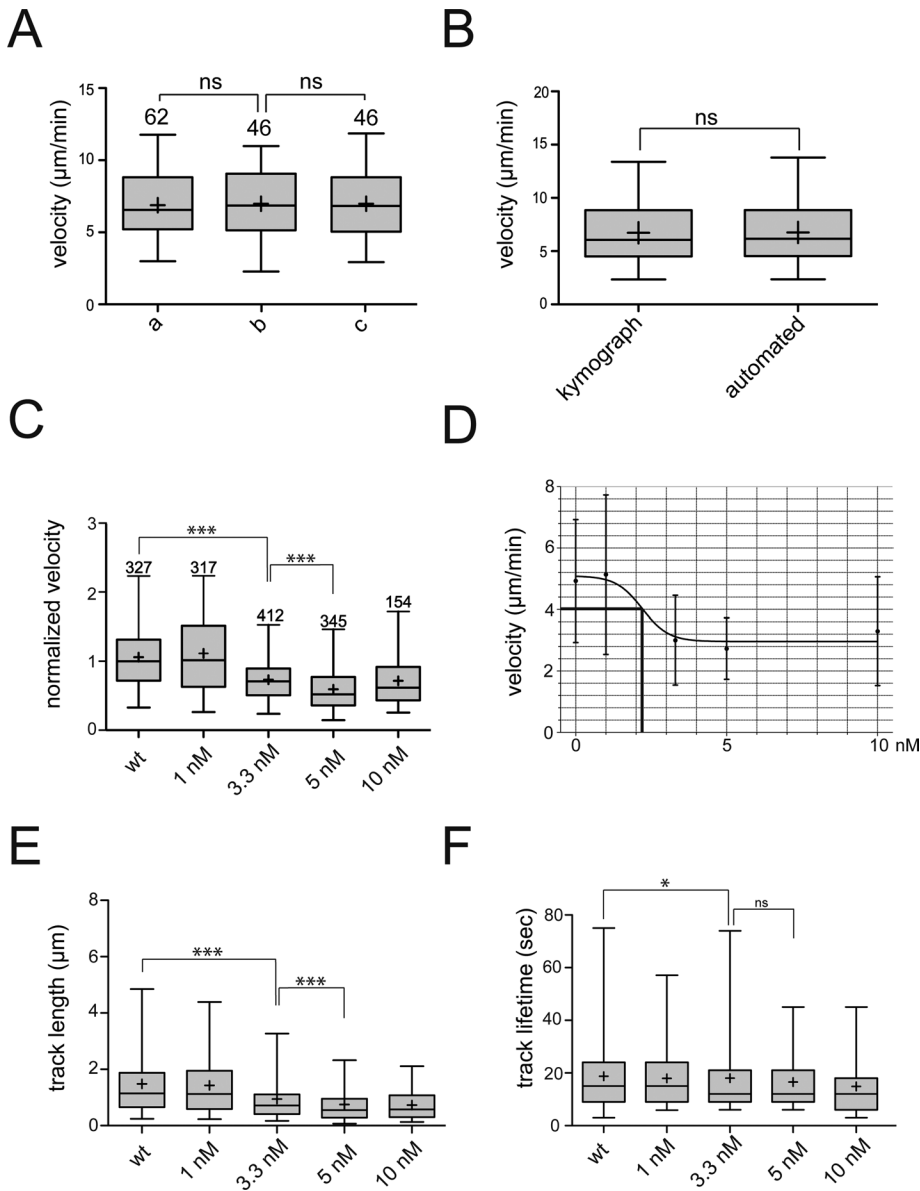 A
ns ns
62 46 46
velocity (µm/min)
15
10
5
0
a b c
B
ns
velocity (µm/min)
20
15
10
5
0
kymograph automated
C
*** ***
327 317 412 345 154
normalized velocity
3
2
1
0
wt 1 nM 3.3 nM 5 nM 10 nM
D
velocity (µm/min)
8
6
4
2
0
0 5 10 nM
E
*** ***
track length (µm)
8
6
4
2
0
wt 1 nM 3.3 nM 5 nM 10 nM
F
* ns
track lifetime (sec)
80
60
40
20
0
wt 1 nM 3.3 nM 5 nM 10 nM